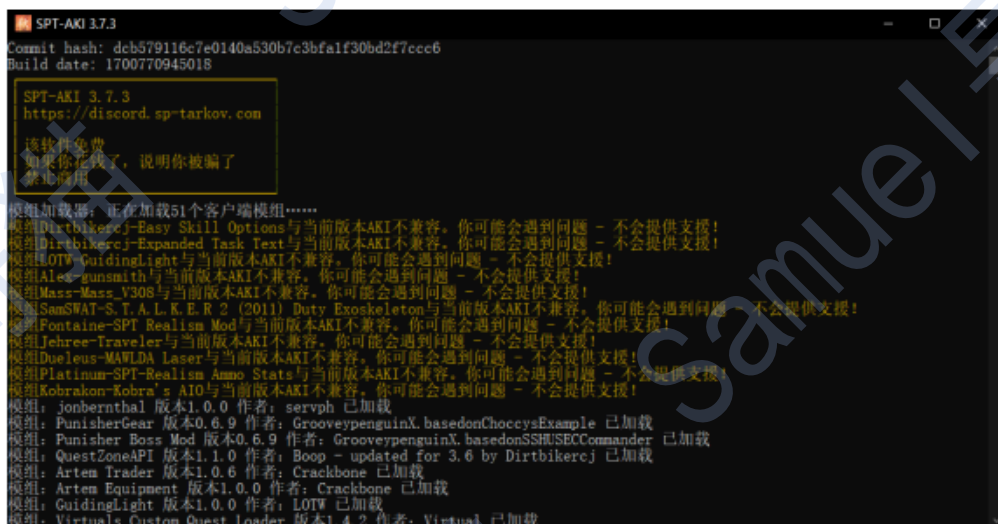 SPT-AKI 3.7.3
Commit hash: dcb579116c7e0140a530b7c3bfa1f30bd2f7ccc6
Build date: 1700770945018
SPT-AKI 3.7.3
https://discord.sp-tarkov.com
该软件免费
如果你花钱了，说明你被骗了
禁止商用
模组加载器：正在加载51个客户端模组……
模组Dirtbikercj-Easy Skill Options与当前版本AKI不兼容。你可能会遇到问题 - 不会提供支援！
模组Dirtbikercj-Expanded Task Text与当前版本AKI不兼容。你可能会遇到问题 - 不会提供支援！
模组LOTW-GuidingLight与当前版本AKI不兼容。你可能会遇到问题 - 不会提供支援！
模组Alex-gunsmith与当前版本AKI不兼容。你可能会遇到问题 - 不会提供支援！
模组Mass-Mass_V308与当前版本AKI不兼容。你可能会遇到问题 - 不会提供支援！
模组SamSWAT-S.T.A.L.K.E.R 2 (2011) Duty Exoskeleton与当前版本AKI不兼容。你可能会遇到问题 - 不会提供支援！
模组Fontaine-SPT Realism Mod与当前版本AKI不兼容。你可能会遇到问题 - 不会提供支援！
模组Jehree-Traveler与当前版本AKI不兼容。你可能会遇到问题 - 不会提供支援！
模组Dueleus-MAWLDA Laser与当前版本AKI不兼容。你可能会遇到问题 - 不会提供支援！
模组Platinum-SPT-Realism Ammo Stats与当前版本AKI不兼容。你可能会遇到问题 - 不会提供支援！
模组Kobrakon-Kobra's AIO与当前版本AKI不兼容。你可能会遇到问题 - 不会提供支援！
模组：jonbernthal 版本1.0.0 作者：servph 已加载
模组：PunisherGear 版本0.6.9 作者：GrooveypenguinX.basedonChoccysExample 已加载
模组：Punisher Boss Mod 版本0.6.9 作者：GrooveypenguinX.basedonSSHUSECCommander 已加载
模组：QuestZoneAPI 版本1.1.0 作者：Boop - updated for 3.6 by Dirtbikercj 已加载
模组：Artem Trader 版本1.0.6 作者：Crackbone 已加载
模组：Artem Equipment 版本1.0.0 作者：Crackbone 已加载
模组：GuidingLight 版本1.0.0 作者：LOTW 已加载
模组：Virtuals Custom Quest Loader 版本1.4.2 作者：Virtual 已加载
Samuel